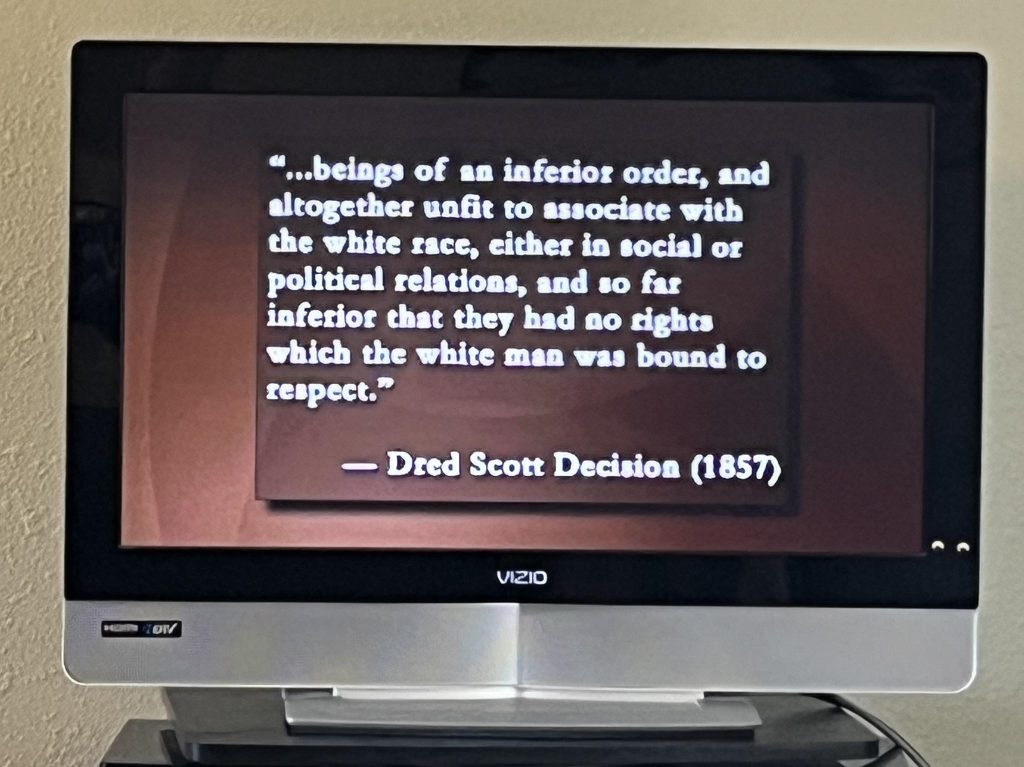 “...beings of an inferior order, and
altogether unfit to associate with
the white race, either in social or
political relations, and so far
inferior that they had no rights
which the white man was bound to
respect.”
— Dred Scott Decision (1857)
VIZIO
HDMI DTV